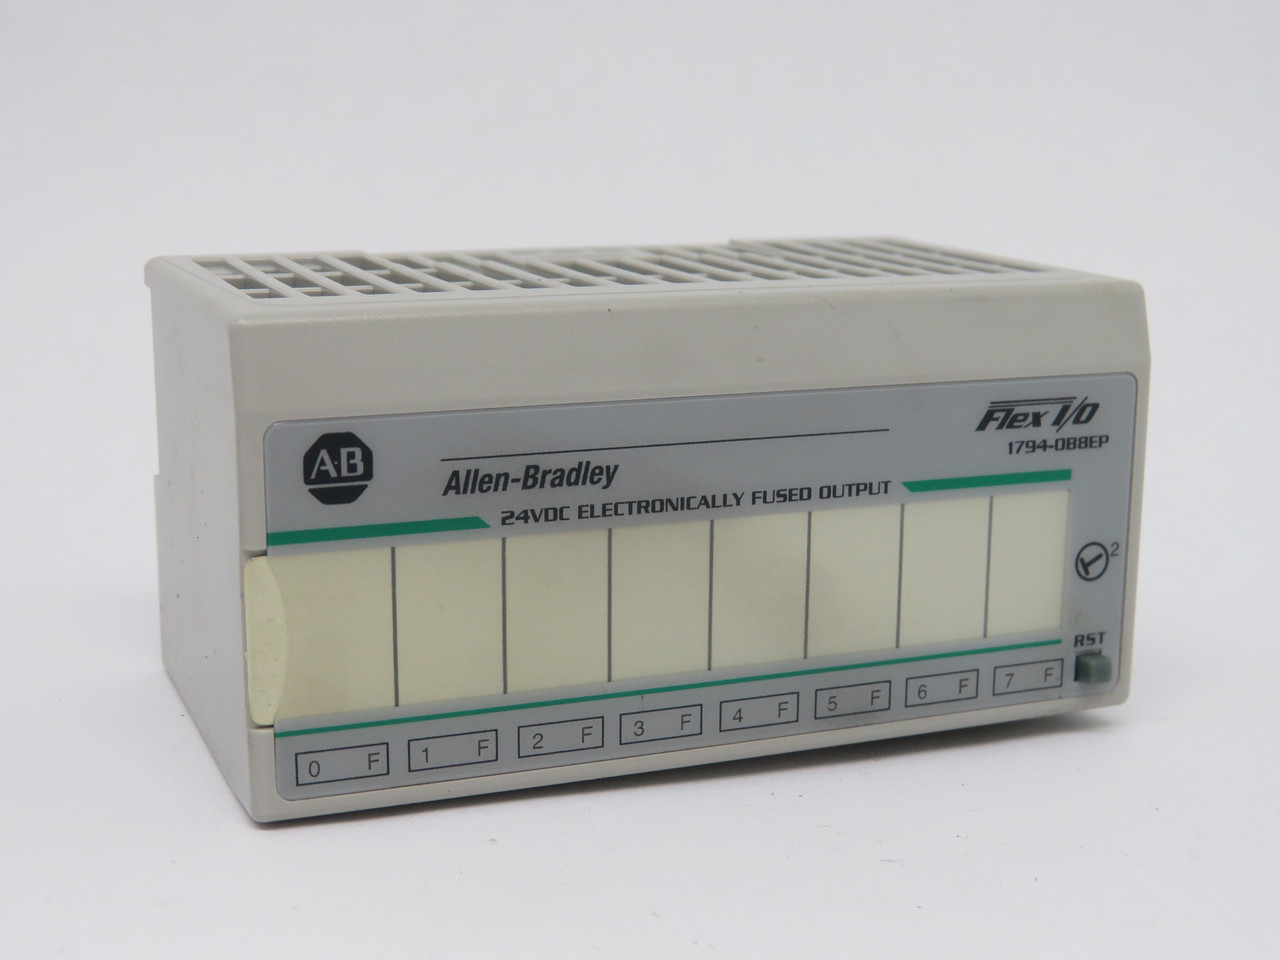 A·B
Allen-Bradley
Flex I/O
1794-OB8EP
24VDC ELECTRONICALLY FUSED OUTPUT
2
RST
0 F 1 F 2 F 3 F 4 F 5 F 6 F 7 F